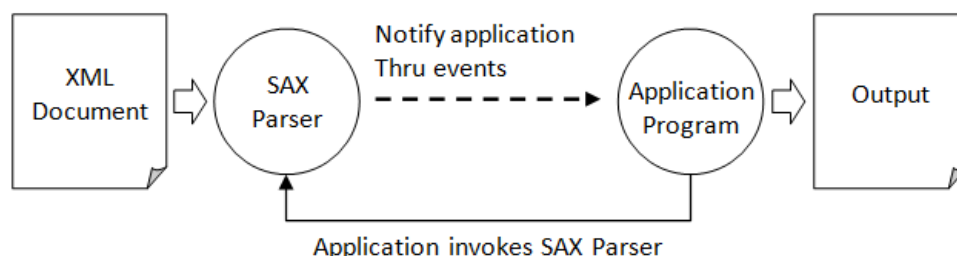 XML
Document
SAX
Parser
Notify application
Thru events
Application
Program
Output
Application invokes SAX Parser